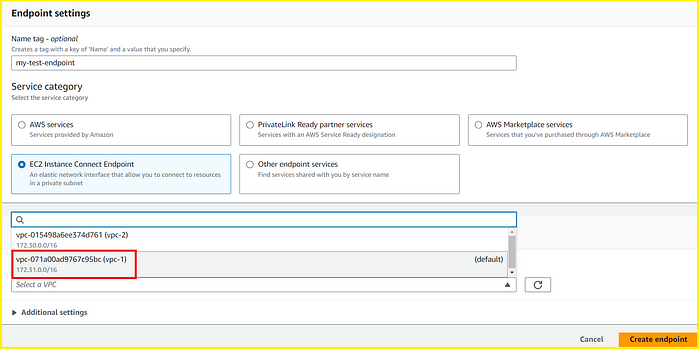 Endpoint settings
Name tag - optional
Creates a tag with a key of 'Name' and a value that you specify.
my-test-endpoint
Service category
Select the service category
AWS services
Services provided by Amazon
PrivateLink Ready partner services
Services with an AWS Service Ready designation
AWS Marketplace services
Services that you've purchased through AWS Marketplace
EC2 Instance Connect Endpoint
An elastic network interface that allow you to connect to resources
in a private subnet
Other endpoint services
Find services shared with you by service name
vpc-015498a6ee374d761 (vpc-2)
172.30.0.0/16
vpc-071a00ad9767c95bc (vpc-1) (default)
172.31.0.0/16
Select a VPC
Additional settings
Cancel Create endpoint